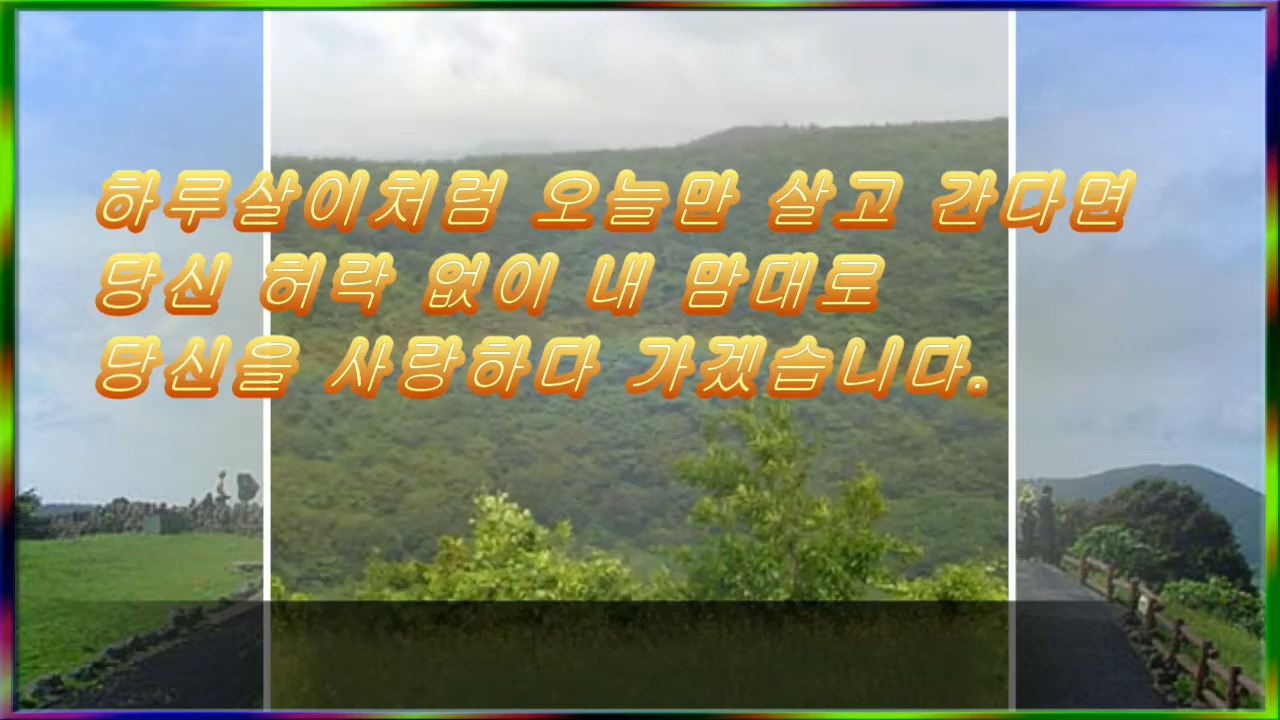 하루살이처럼 오늘만 살고 간다면
당신 허락 없이 내 맘대로
당신을 사랑하다 가겠습니다.